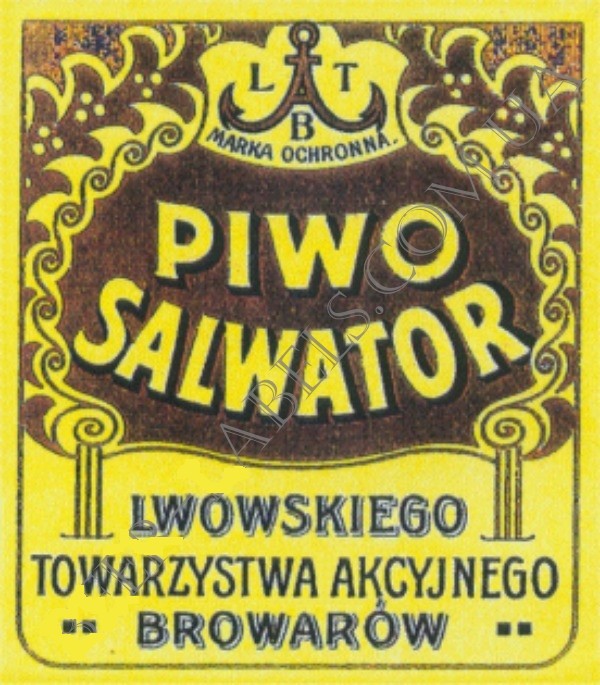 L T
B
MARKA OCHRONNA.
PIWO
SALWATOR
LWOWSKIEGO
TOWARZYSTWA AKCYJNEGO
BROWARÓW